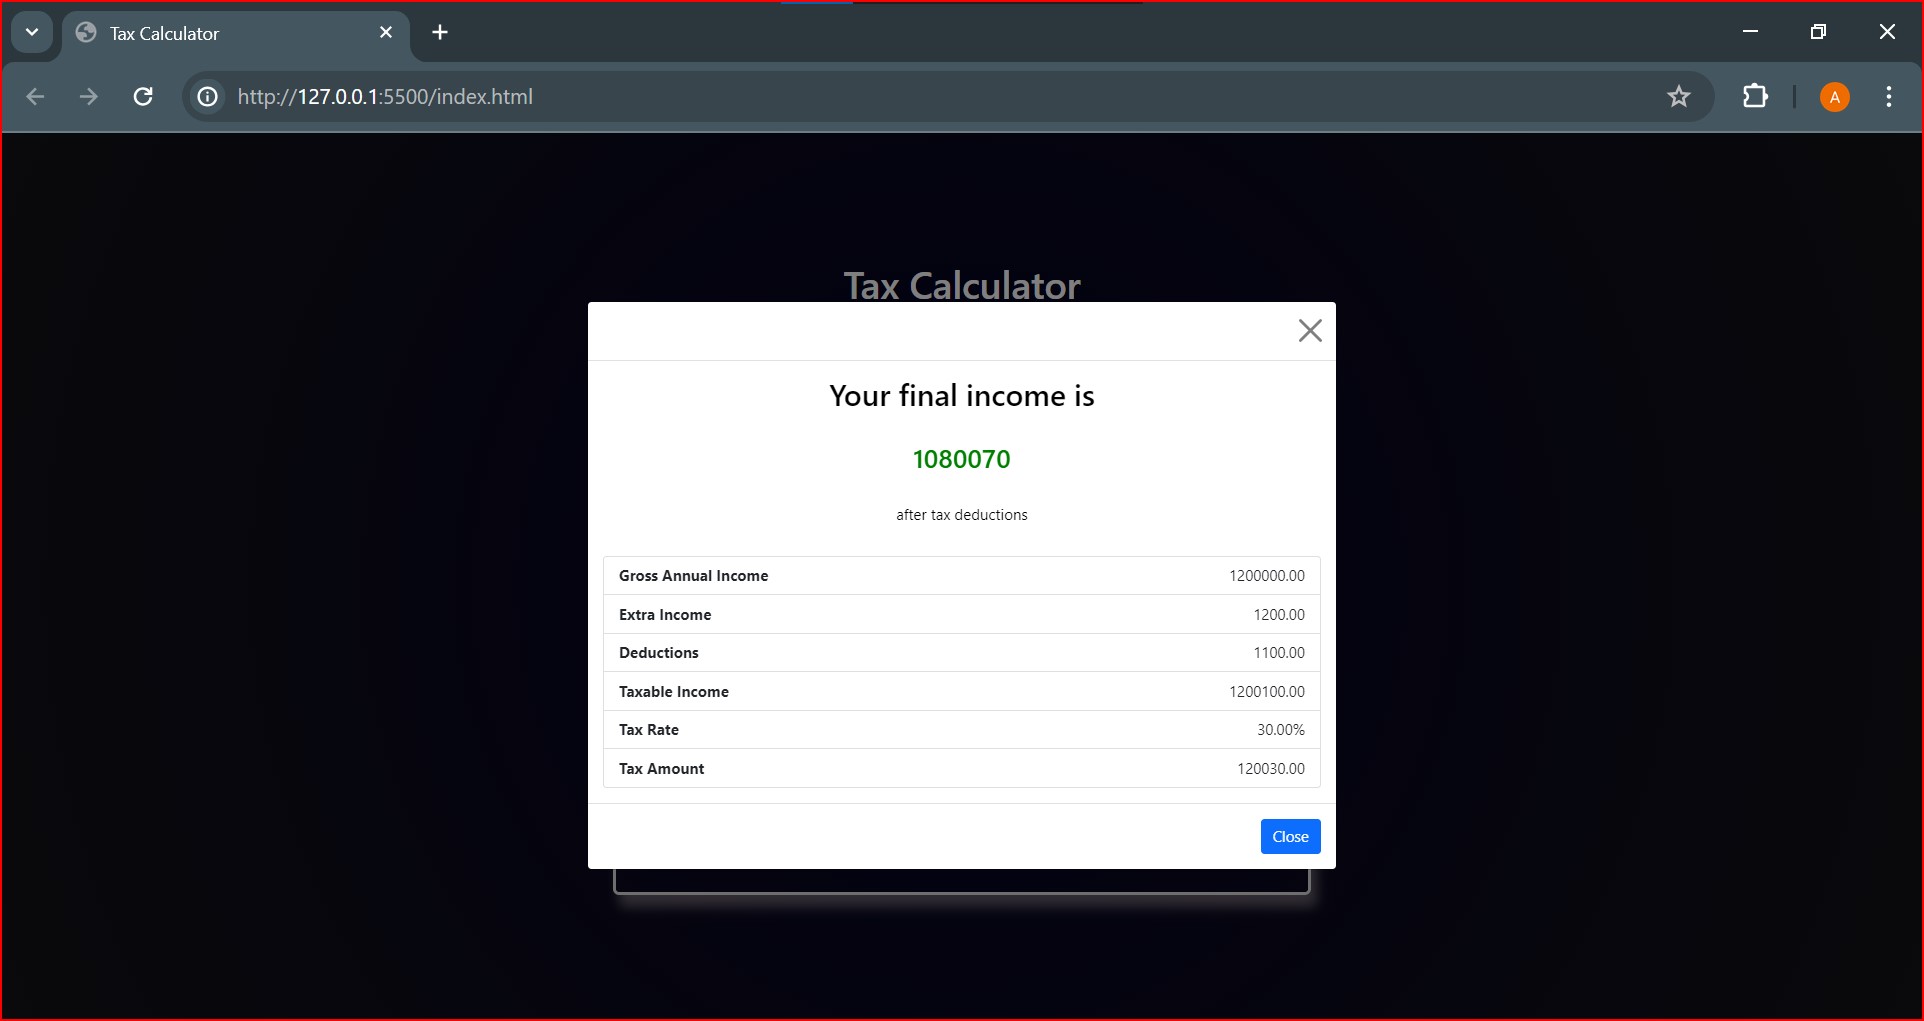 Tax Calculator
http://127.0.0.1:5500/index.html
A
Tax Calculator
Your final income is
1080070
after tax deductions
Gross Annual Income 1200000.00
Extra Income 1200.00
Deductions 1100.00
Taxable Income 1200100.00
Tax Rate 30.00%
Tax Amount 120030.00
Close